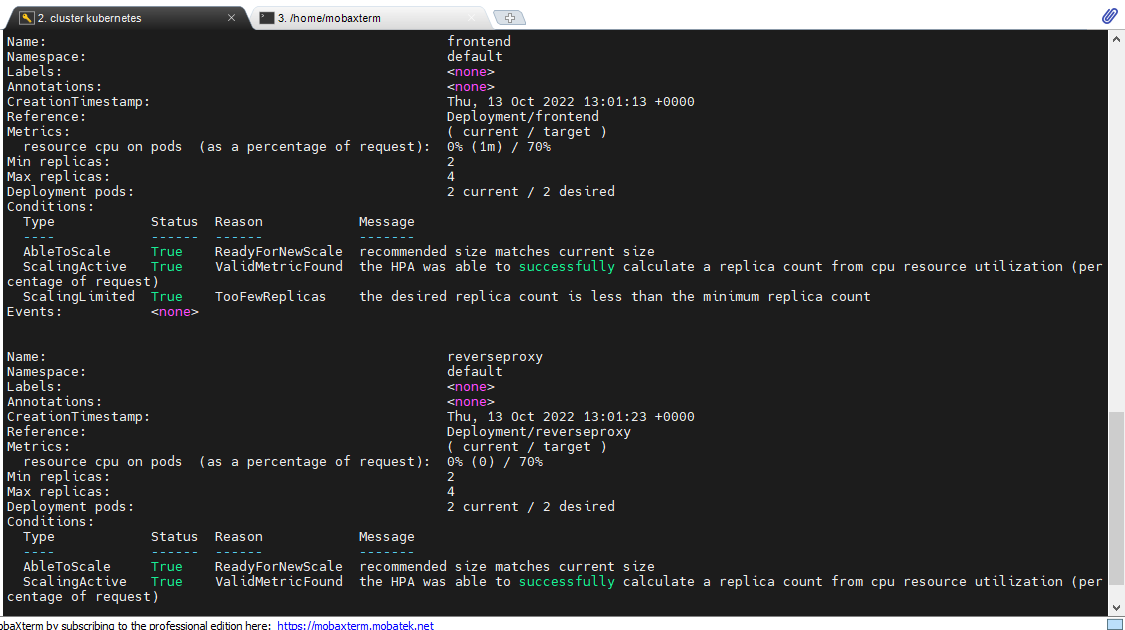 2. cluster kubernetes
3. /home/mobaxterm
Name: frontend
Namespace: default
Labels: <none>
Annotations: <none>
CreationTimestamp: Thu, 13 Oct 2022 13:01:13 +0000
Reference: Deployment/frontend
Metrics: ( current / target )
resource cpu on pods (as a percentage of request): 0% (1m) / 70%
Min replicas: 2
Max replicas: 4
Deployment pods: 2 current / 2 desired
Conditions:
Type Status Reason Message
---- ------ ------ -------
AbleToScale True ReadyForNewScale recommended size matches current size
ScalingActive True ValidMetricFound the HPA was able to successfully calculate a replica count from cpu resource utilization (per
centage of request)
ScalingLimited True TooFewReplicas the desired replica count is less than the minimum replica count
Events: <none>
Name: reverseproxy
Namespace: default
Labels: <none>
Annotations: <none>
CreationTimestamp: Thu, 13 Oct 2022 13:01:23 +0000
Reference: Deployment/reverseproxy
Metrics: ( current / target )
resource cpu on pods (as a percentage of request): 0% (0) / 70%
Min replicas: 2
Max replicas: 4
Deployment pods: 2 current / 2 desired
Conditions:
Type Status Reason Message
---- ------ ------ -------
AbleToScale True ReadyForNewScale recommended size matches current size
ScalingActive True ValidMetricFound the HPA was able to successfully calculate a replica count from cpu resource utilization (per
centage of request)
obaXterm by subscribing to the professional edition here: https://mobaxterm.mobatek.net